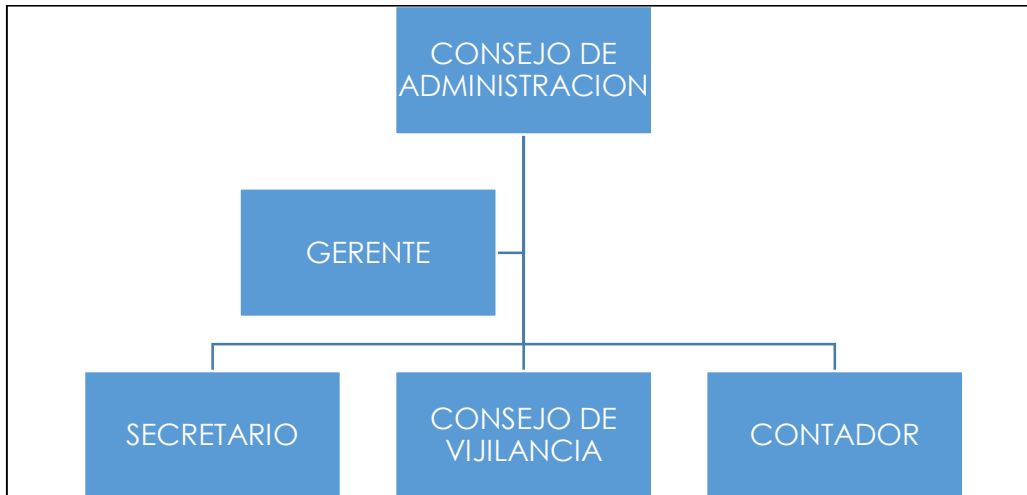 CONSEJO DE
ADMINISTRACION
GERENTE
SECRETARIO
CONSEJO DE
VIJILANCIA
CONTADOR